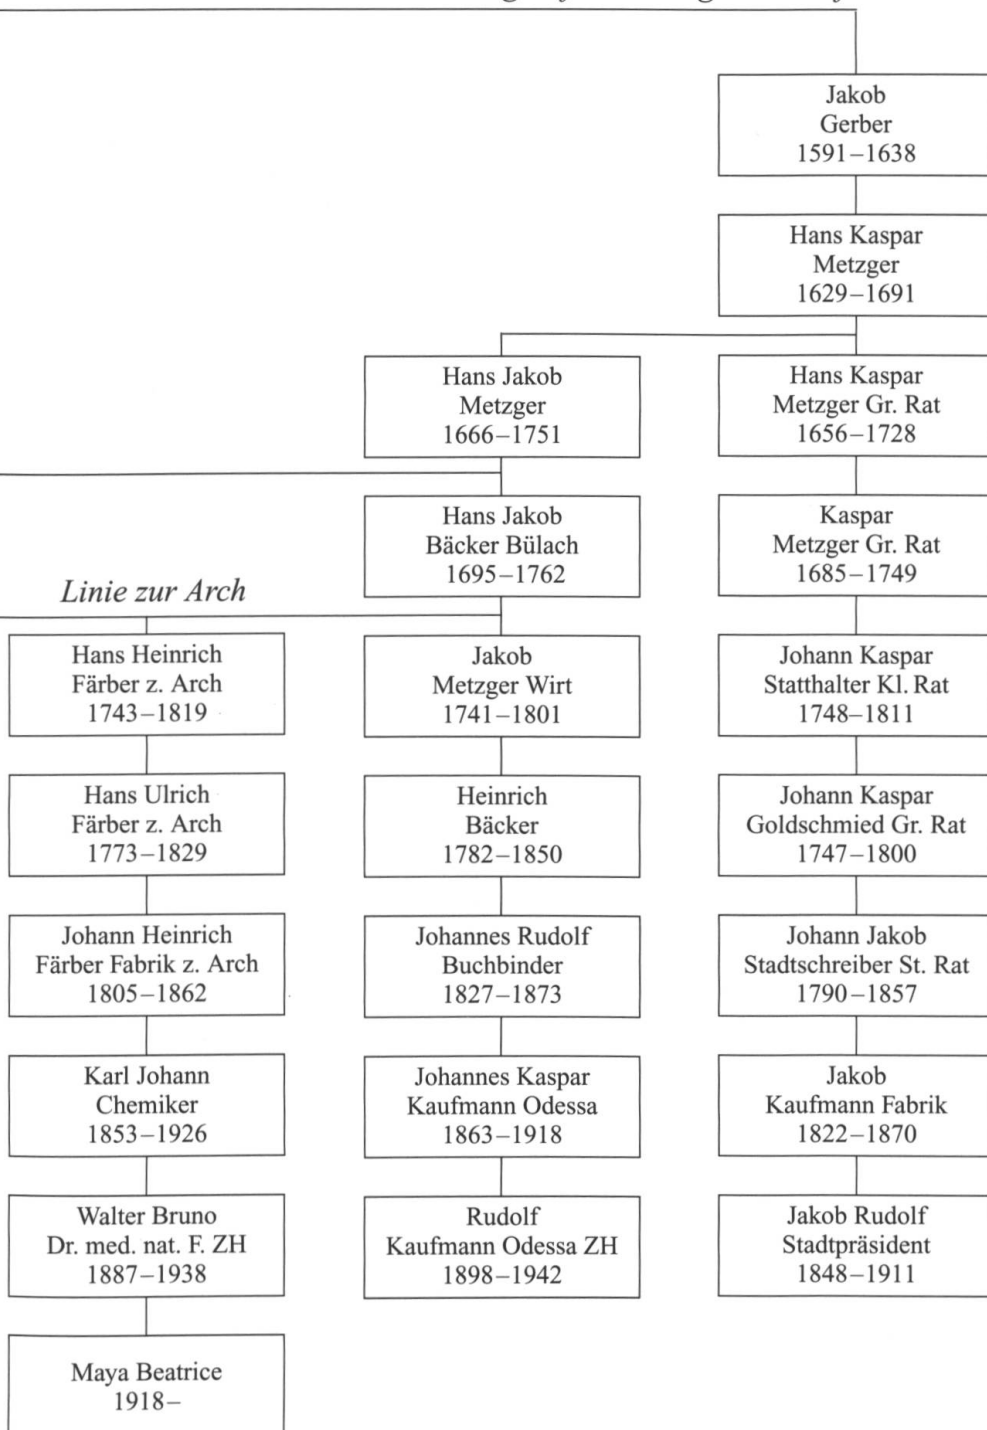 Jakob
Gerber
1591–1638
Hans Kaspar
Metzger
1629–1691
Hans Jakob
Metzger
1666–1751
Hans Kaspar
Metzger Gr. Rat
1656–1728
Hans Jakob
Bäcker Bülach
1695–1762
Kaspar
Metzger Gr. Rat
1685–1749
Linie zur Arch
Hans Heinrich
Färber z. Arch
1743–1819
Jakob
Metzger Wirt
1741–1801
Johann Kaspar
Statthalter Kl. Rat
1748–1811
Hans Ulrich
Färber z. Arch
1773–1829
Heinrich
Bäcker
1782–1850
Johann Kaspar
Goldschmied Gr. Rat
1747–1800
Johann Heinrich
Färber Fabrik z. Arch
1805–1862
Johannes Rudolf
Buchbinder
1827–1873
Johann Jakob
Stadtschreiber St. Rat
1790–1857
Karl Johann
Chemiker
1853–1926
Johannes Kaspar
Kaufmann Odessa
1863–1918
Jakob
Kaufmann Fabrik
1822–1870
Walter Bruno
Dr. med. nat. F. ZH
1887–1938
Rudolf
Kaufmann Odessa ZH
1898–1942
Jakob Rudolf
Stadtpräsident
1848–1911
Maya Beatrice
1918–